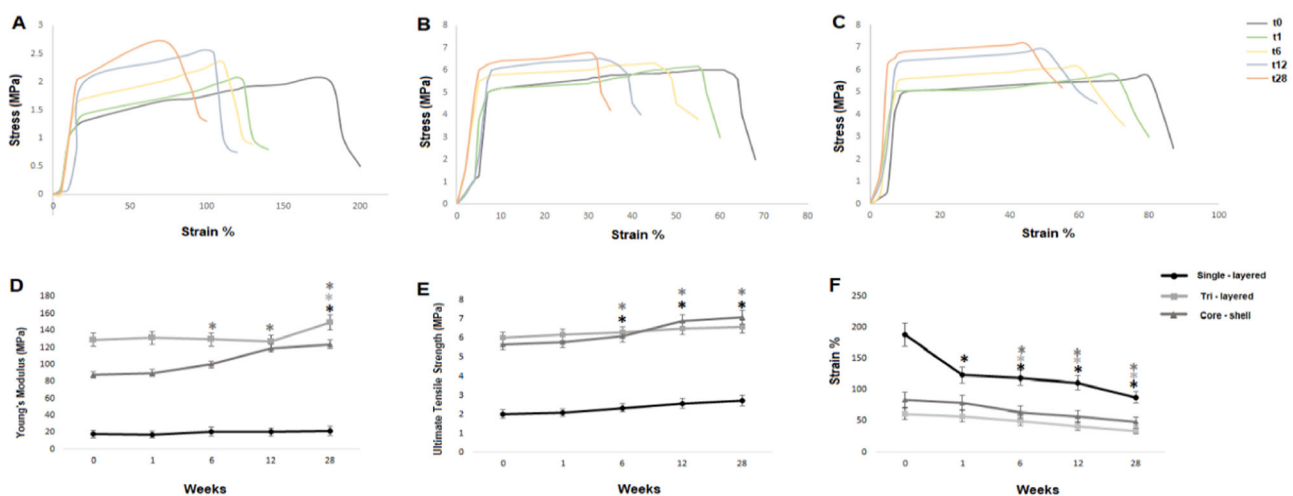 A
Stress (MPa)
3
2.5
2
1.5
1
0.5
0
0
50
100
150
200
Strain %
B
Stress (MPa)
8
7
6
5
4
3
2
1
0
0
10
20
30
40
50
60
70
80
Strain %
C
Stress (MPa)
8
7
6
5
4
3
2
1
0
0
20
40
60
80
100
Strain %
t0
t1
t6
t12
t28
D
Young's Modulus (MPa)
180
160
140
120
100
80
60
40
20
0
0
1
6
12
28
* * * * *
Weeks
E
Ultimate Tensile Strength (MPa)
8
7
6
5
4
3
2
1
0
0
1
6
12
28
* * * * * *
Weeks
F
Strain %
250
200
150
100
50
0
0
1
6
12
28
* * * * * * * * * *
Weeks
Single - layered
Tri - layered
Core - shell